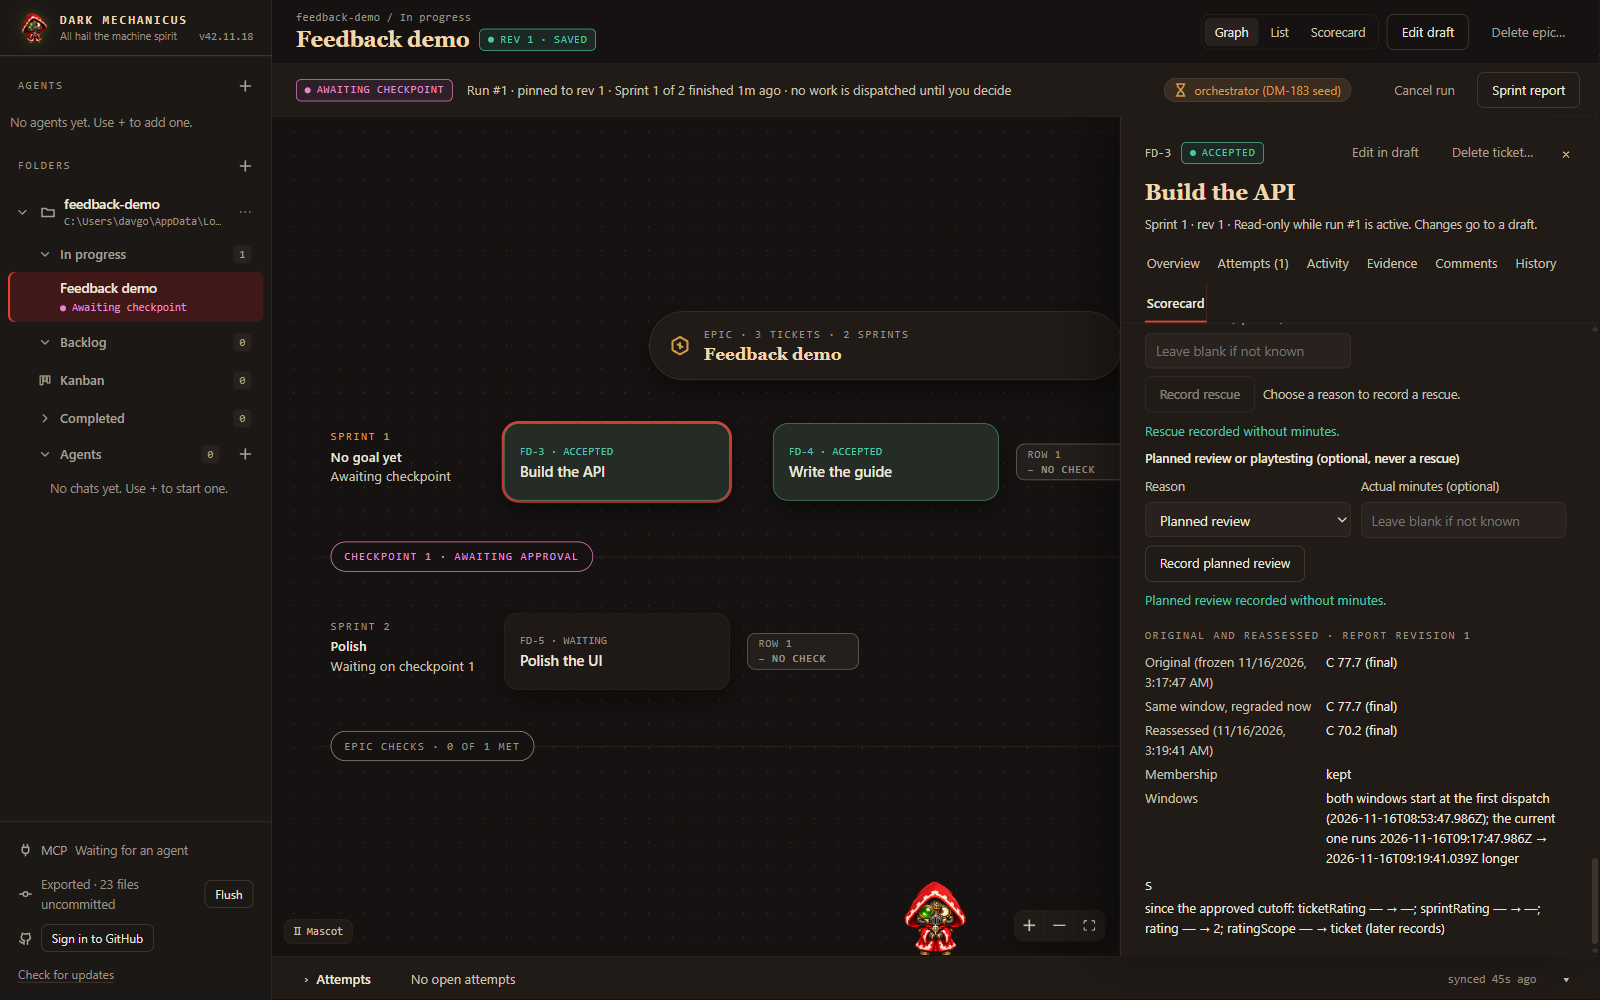 DARK MECHANICUS
All hail the machine spirit v42.11.18
AGENTS
No agents yet. Use + to add one.
FOLDERS
feedback-demo
C:\Users\davgo\AppData\Lo…
In progress 1
Feedback demo
Awaiting checkpoint
Backlog 0
Kanban 0
Completed 0
Agents 0
No chats yet. Use + to start one.
MCP Waiting for an agent
Exported · 23 files
uncommitted
Flush
Sign in to GitHub
Check for updates
feedback-demo / In progress
Feedback demo REV 1 · SAVED
Graph List Scorecard Edit draft Delete epic…
AWAITING CHECKPOINT Run #1 · pinned to rev 1 · Sprint 1 of 2 finished 1m ago · no work is dispatched until you decide
orchestrator (DM-183 seed) Cancel run Sprint report
EPIC · 3 TICKETS · 2 SPRINTS
Feedback demo
SPRINT 1
No goal yet
Awaiting checkpoint
FD-3 · ACCEPTED
Build the API
FD-4 · ACCEPTED
Write the guide
ROW 1
– NO CHECK
CHECKPOINT 1 · AWAITING APPROVAL
SPRINT 2
Polish
Waiting on checkpoint 1
FD-5 · WAITING
Polish the UI
ROW 1
– NO CHECK
EPIC CHECKS · 0 OF 1 MET
Mascot
FD-3 ACCEPTED Edit in draft Delete ticket… ×
Build the API
Sprint 1 · rev 1 · Read-only while run #1 is active. Changes go to a draft.
Overview Attempts (1) Activity Evidence Comments History
Scorecard
Leave blank if not known
Record rescue Choose a reason to record a rescue.
Rescue recorded without minutes.
Planned review or playtesting (optional, never a rescue)
Reason Actual minutes (optional)
Planned review Leave blank if not known
Record planned review
Planned review recorded without minutes.
ORIGINAL AND REASSESSED · REPORT REVISION 1
Original (frozen 11/16/2026, C 77.7 (final)
3:17:47 AM)
Same window, regraded now C 77.7 (final)
Reassessed (11/16/2026, C 70.2 (final)
3:19:41 AM)
Membership kept
Windows both windows start at the first dispatch
(2026-11-16T08:53:47.986Z); the current
one runs 2026-11-16T09:17:47.986Z →
2026-11-16T09:19:41.039Z longer
S
since the approved cutoff: ticketRating — → —; sprintRating — → —;
rating — → 2; ratingScope — → ticket (later records)
Attempts No open attempts synced 45s ago